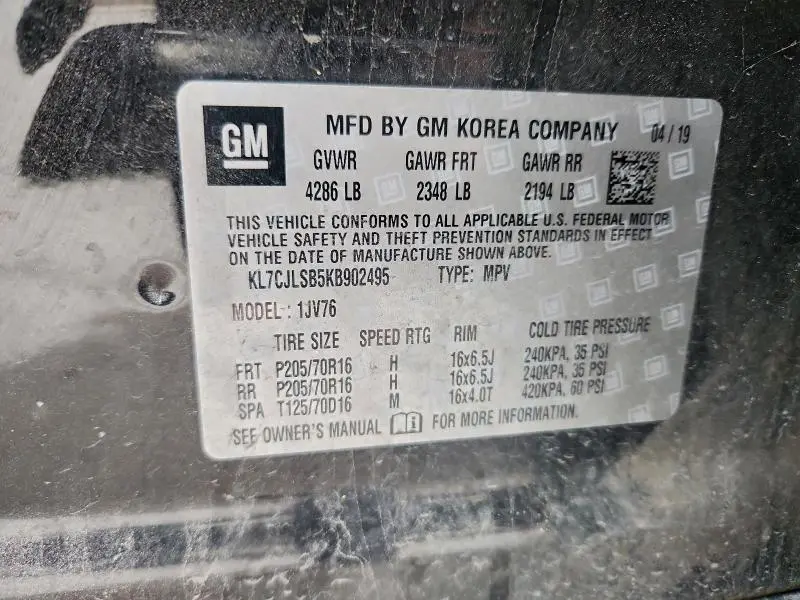 GM
MFD BY GM KOREA COMPANY 04/19
GVWR GAWR FRT GAWR RR
4286 LB 2348 LB 2194 LB
THIS VEHICLE CONFORMS TO ALL APPLICABLE U.S. FEDERAL MOTOR
VEHICLE SAFETY AND THEFT PREVENTION STANDARDS IN EFFECT
ON THE DATE OF MANUFACTURE SHOWN ABOVE.
KL7CJLSB5KB902495 TYPE: MPV
MODEL: 1JV76
TIRE SIZE SPEED RTG RIM COLD TIRE PRESSURE
FRT P205/70R16 H 16x6.5J 240KPA, 35 PSI
RR P205/70R16 H 16x6.5J 240KPA, 35 PSI
SPA T125/70D16 M 16x4.0T 420KPA, 60 PSI
SEE OWNER'S MANUAL FOR MORE INFORMATION.